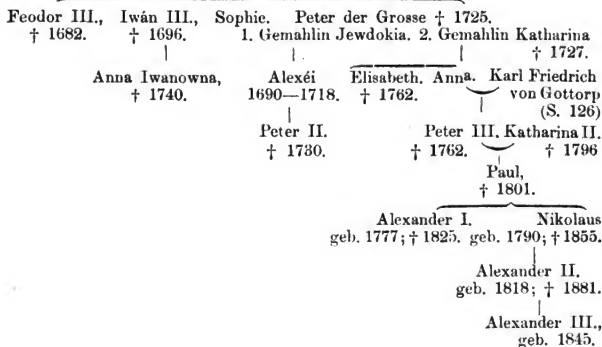 Feodor III., Iwán III., Sophie. Peter der Grosse † 1725.
† 1682. † 1696. 1. Gemahlin Jewdokia. 2. Gemahlin Katharina
† 1727.
Anna Iwanowna, Alexéi Elisabeth. Anna. Karl Friedrich
† 1740. 1690—1718. † 1762. von Gottorp
(S. 126)
Peter II. Peter III. Katharina II.
† 1730. † 1762. † 1796
Paul,
† 1801.
Alexander I. Nikolaus
geb. 1777; † 1825. geb. 1790; † 1855.
Alexander II.
geb. 1818; † 1881.
Alexander III.,
geb. 1845.